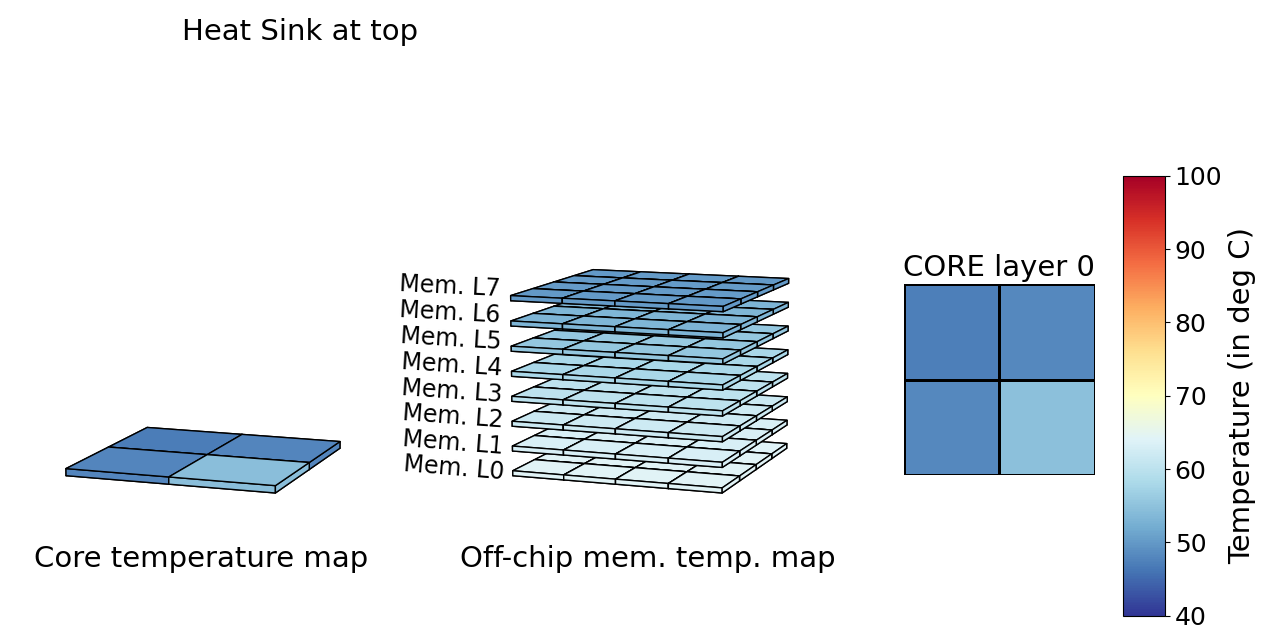 Heat Sink at top
Mem. L7
Mem. L6
Mem. L5
Mem. L4
Mem. L3
Mem. L2
Mem. L1
Mem. L0
Core temperature map
Off-chip mem. temp. map
CORE layer 0
100
90
80
70
60
50
40
Temperature (in deg C)